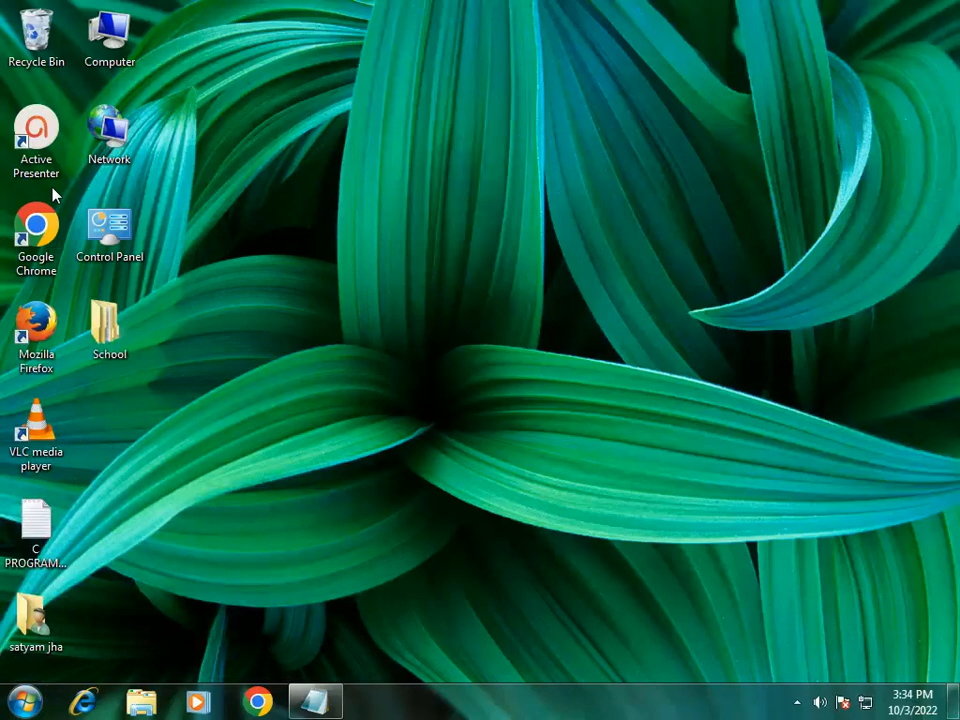 Recycle Bin
Computer
Active
Presenter
Network
Google
Chrome
Control Panel
Mozilla
Firefox
School
VLC media
player
C
PROGRAM...
satyam jha
3:34 PM
10/3/2022